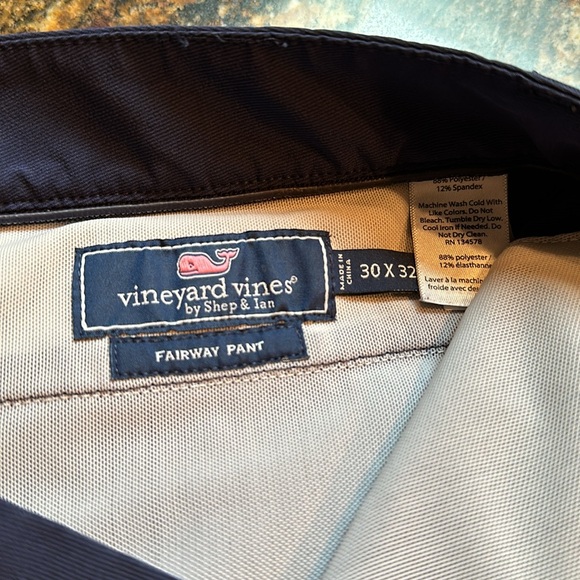 vineyard vines®
by Shep & Ian
FAIRWAY PANT
MADE IN
CHINA
30 X 32
88% Polyester/
12% Spandex
Machine Wash Cold With
Like Colors. Do Not
Bleach. Tumble Dry Low.
Cool Iron if Needed. Do
Not Dry Clean.
RN 134578
88% polyester/
12% élasthanne
Laver à la machine
froide avec des